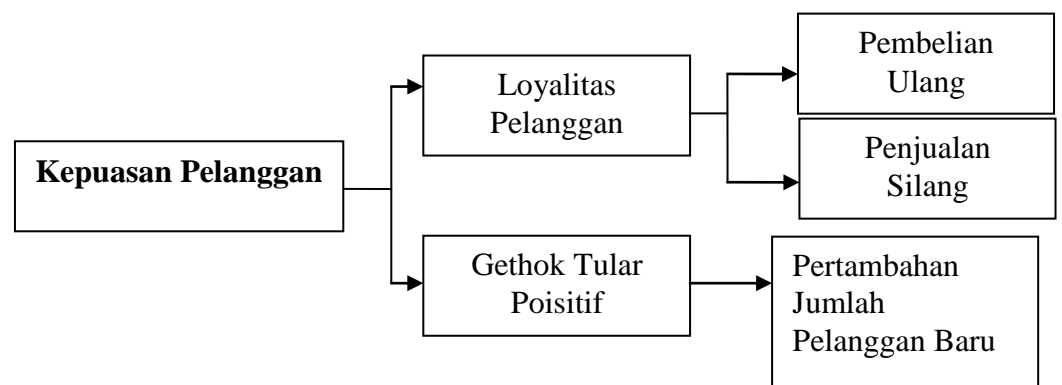 Kepuasan Pelanggan
Loyalitas
Pelanggan
Pembelian
Ulang
Penjualan
Silang
Gethok Tular
Poisitif
Pertambahan
Jumlah
Pelanggan Baru